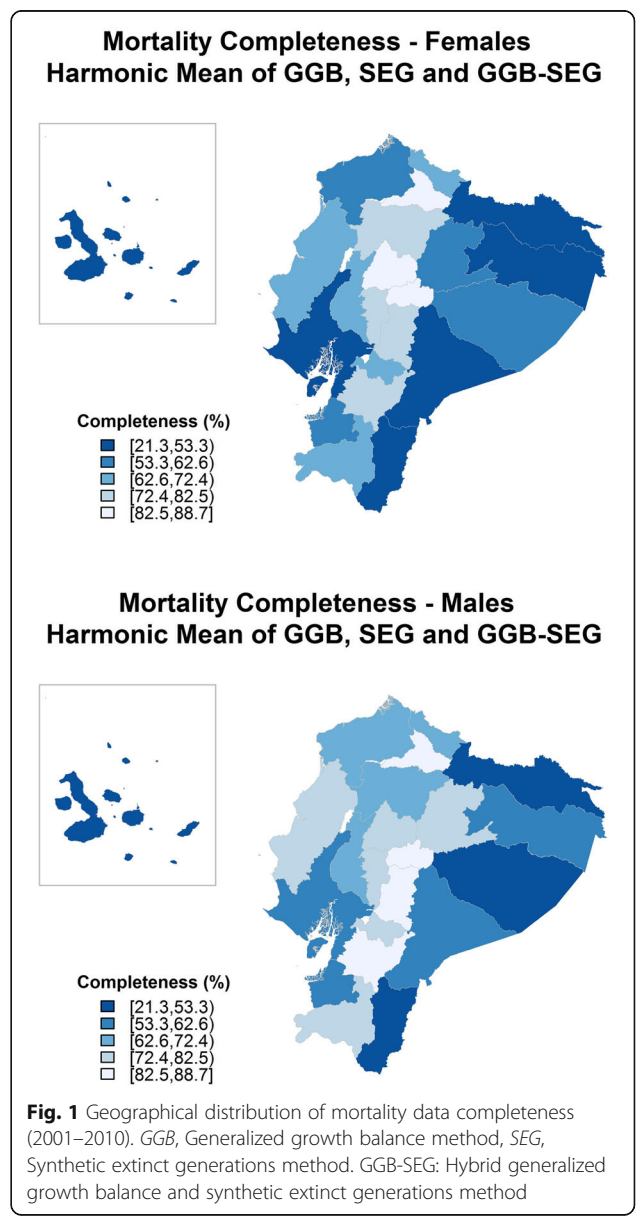 Mortality Completeness - Females
Harmonic Mean of GGB, SEG and GGB-SEG
Completeness (%)
[21.3,53.3)
[53.3,62.6)
[62.6,72.4)
[72.4,82.5)
[82.5,88.7]
Mortality Completeness - Males
Harmonic Mean of GGB, SEG and GGB-SEG
Completeness (%)
[21.3,53.3)
[53.3,62.6)
[62.6,72.4)
[72.4,82.5)
[82.5,88.7]
Fig. 1 Geographical distribution of mortality data completeness
(2001–2010). GGB, Generalized growth balance method, SEG,
Synthetic extinct generations method. GGB-SEG: Hybrid generalized
growth balance and synthetic extinct generations method